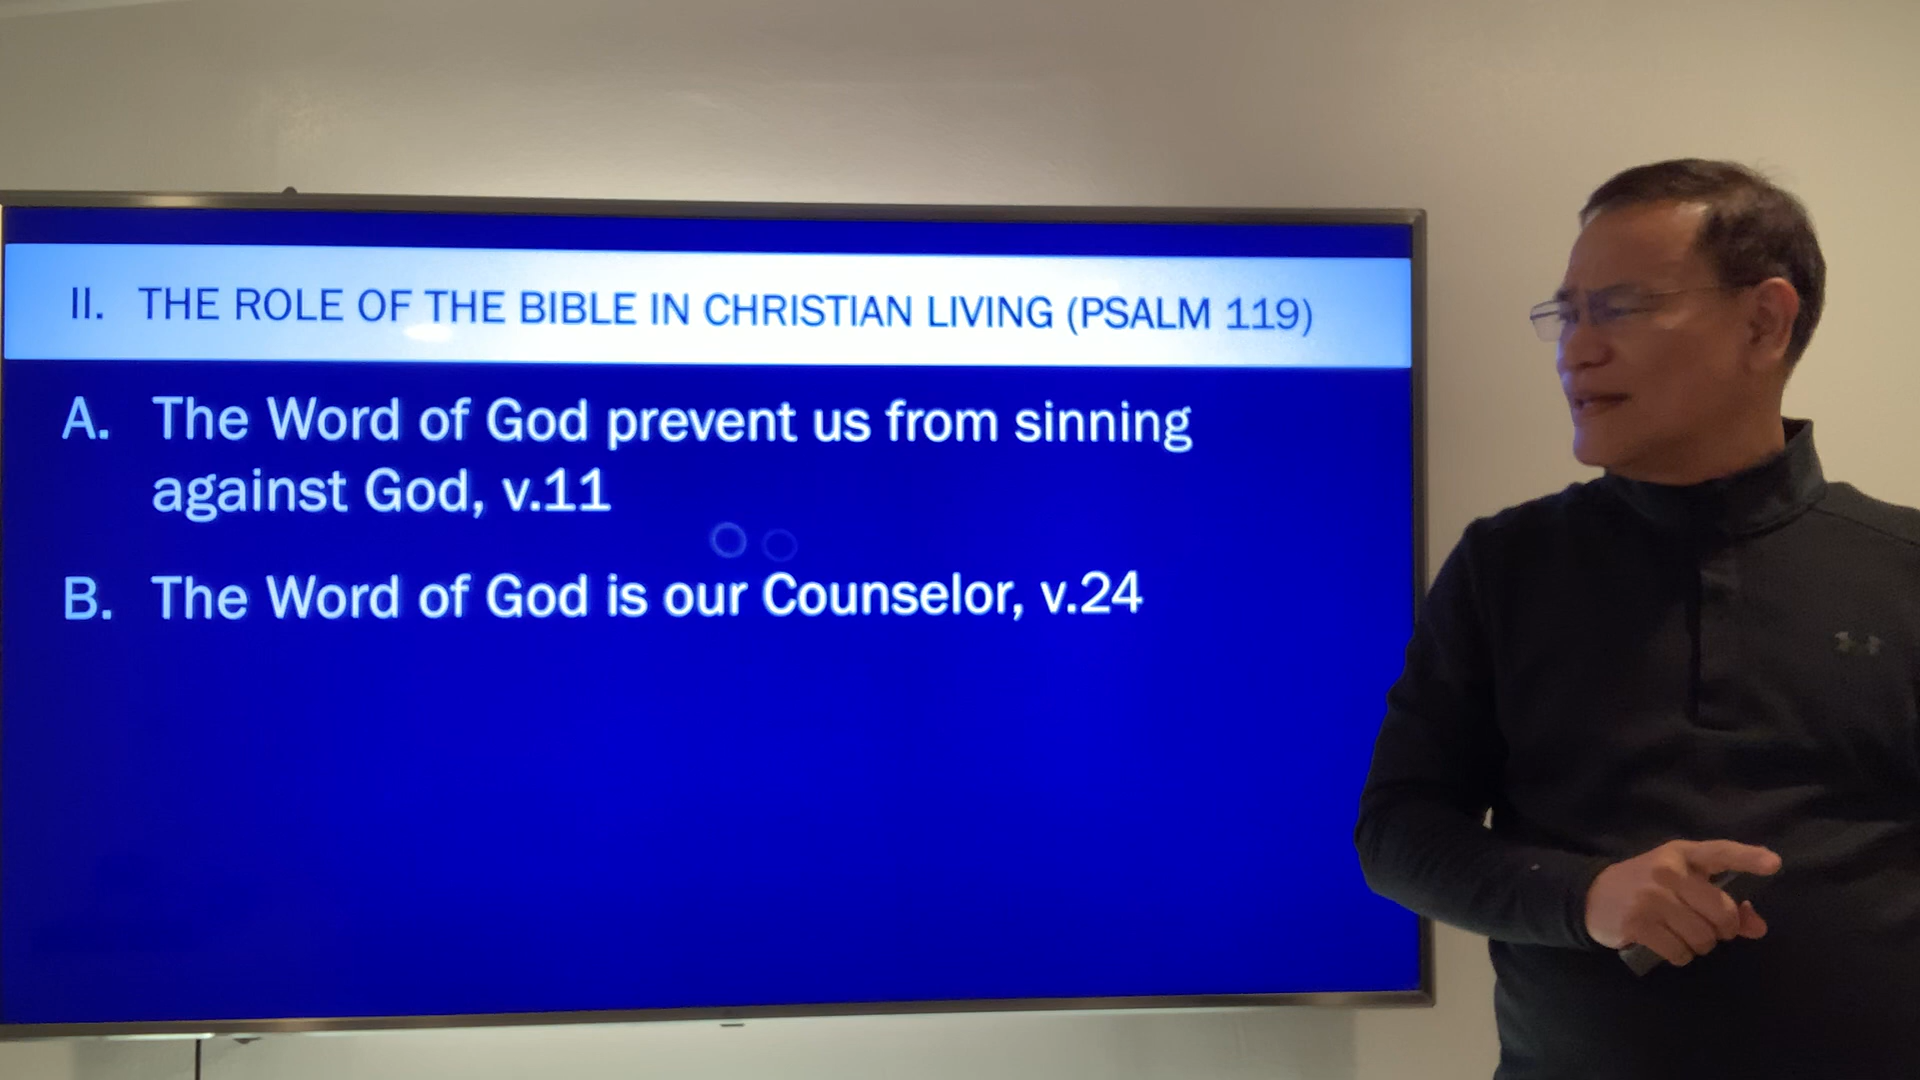 II. THE ROLE OF THE BIBLE IN CHRISTIAN LIVING (PSALM 119)
A. The Word of God prevent us from sinning
against God, v.11
B. The Word of God is our Counselor, v.24